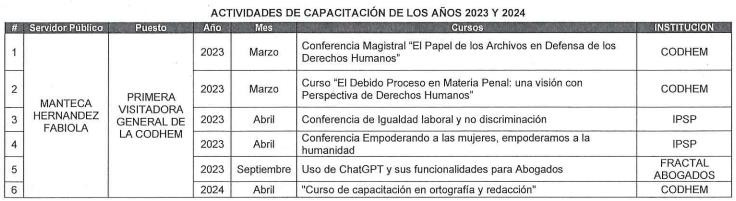 ACTIVIDADES DE CAPACITACIÓN DE LOS AÑOS 2023 Y 2024
# Servidor Público Puesto Año Mes Cursos INSTITUCION
MANTECA HERNANDEZ FABIOLA
PRIMERA VISITADORA GENERAL DE LA CODHEM
1 2023 Marzo Conferencia Magistral "El Papel de los Archivos en Defensa de los Derechos Humanos" CODHEM
2 2023 Marzo Curso "El Debido Proceso en Materia Penal: una visión con Perspectiva de Derechos Humanos" CODHEM
3 2023 Abril Conferencia de Igualdad laboral y no discriminación IPSP
4 2023 Abril Conferencia Empoderando a las mujeres, empoderamos a la humanidad IPSP
5 2023 Septiembre Uso de ChatGPT y sus funcionalidades para Abogados FRACTAL ABOGADOS
6 2024 Abril "Curso de capacitación en ortografía y redacción" CODHEM